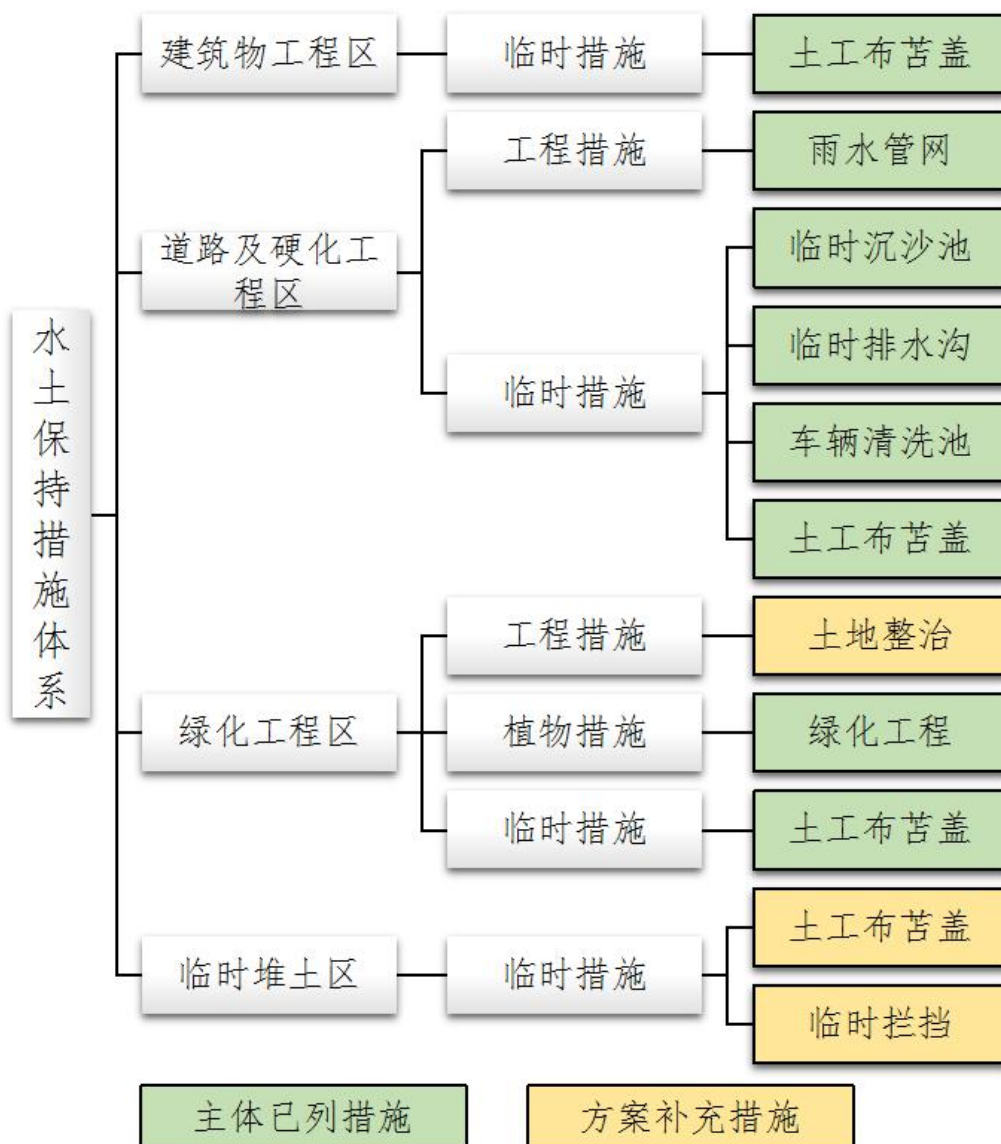 水土保持措施体系
建筑物工程区
临时措施
土工布苫盖
道路及硬化工
程区
工程措施
雨水管网
临时措施
临时沉沙池
临时排水沟
车辆清洗池
土工布苫盖
绿化工程区
工程措施
土地整治
植物措施
绿化工程
临时措施
土工布苫盖
临时堆土区
临时措施
土工布苫盖
临时拦挡
主体已列措施
方案补充措施